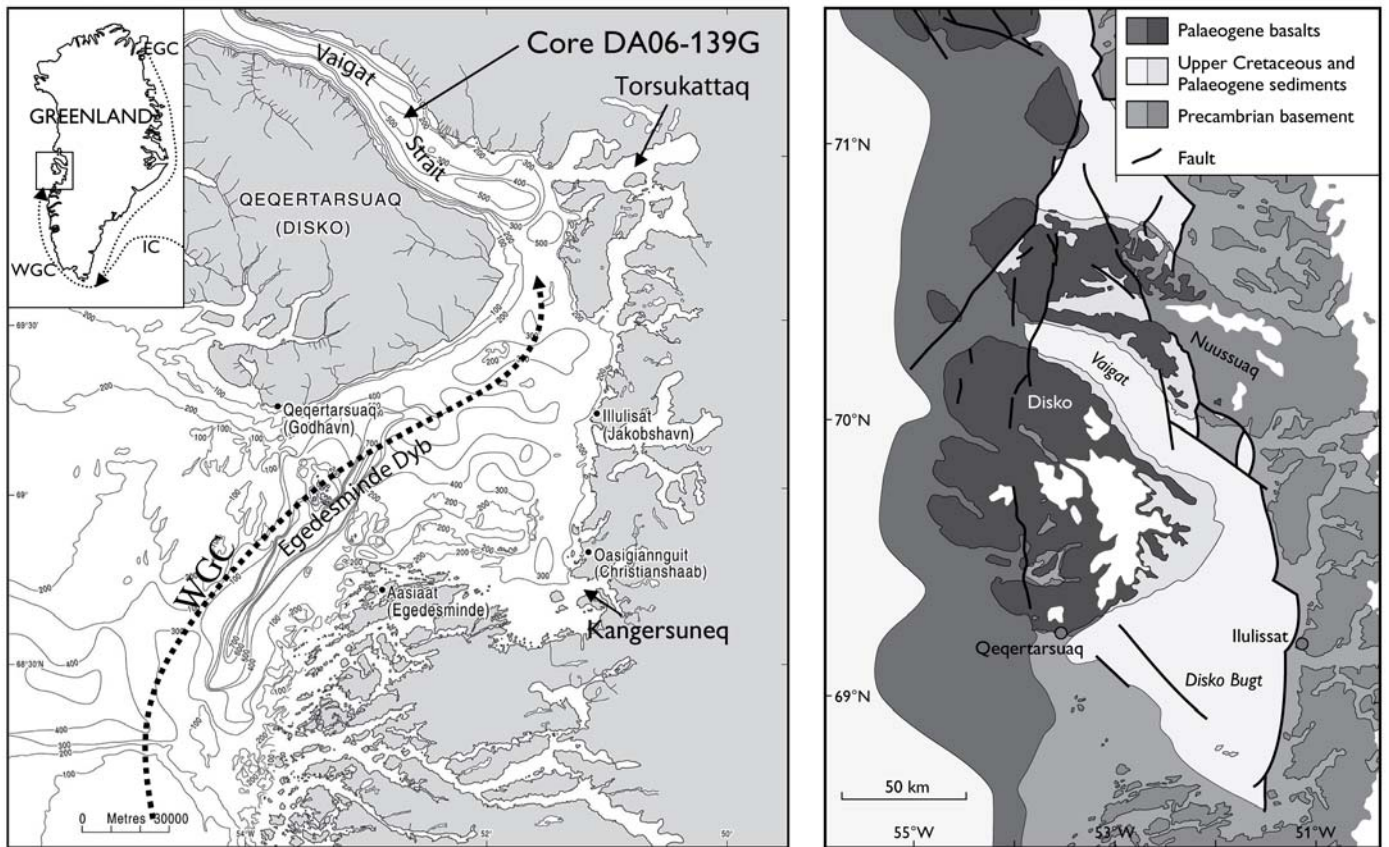 EGC
GREENLAND
IC
WGC
Core DA06-139G
Torsukattaq
Vaigat
Strait
QEQERTARSUAQ
(DISKO)
69°30'
69°
68°30'N
Qeqertarsuaq
(Godhavn)
Illulisát
(Jakobshavn)
Egedesminde Dyb
WGC
Qasigiannguit
(Christianshaab)
Aasiaat
(Egedesminde)
Kangersuneq
0 Metres 30000
54°W
52°
50°
Palaeogene basalts
Upper Cretaceous and
Palaeogene sediments
Precambrian basement
Fault
71°N
Nuussuaq
Vaigat
70°N
Disko
Qeqertarsuaq
Ilulissat
Disko Bugt
69°N
50 km
55°W
53°W
51°W